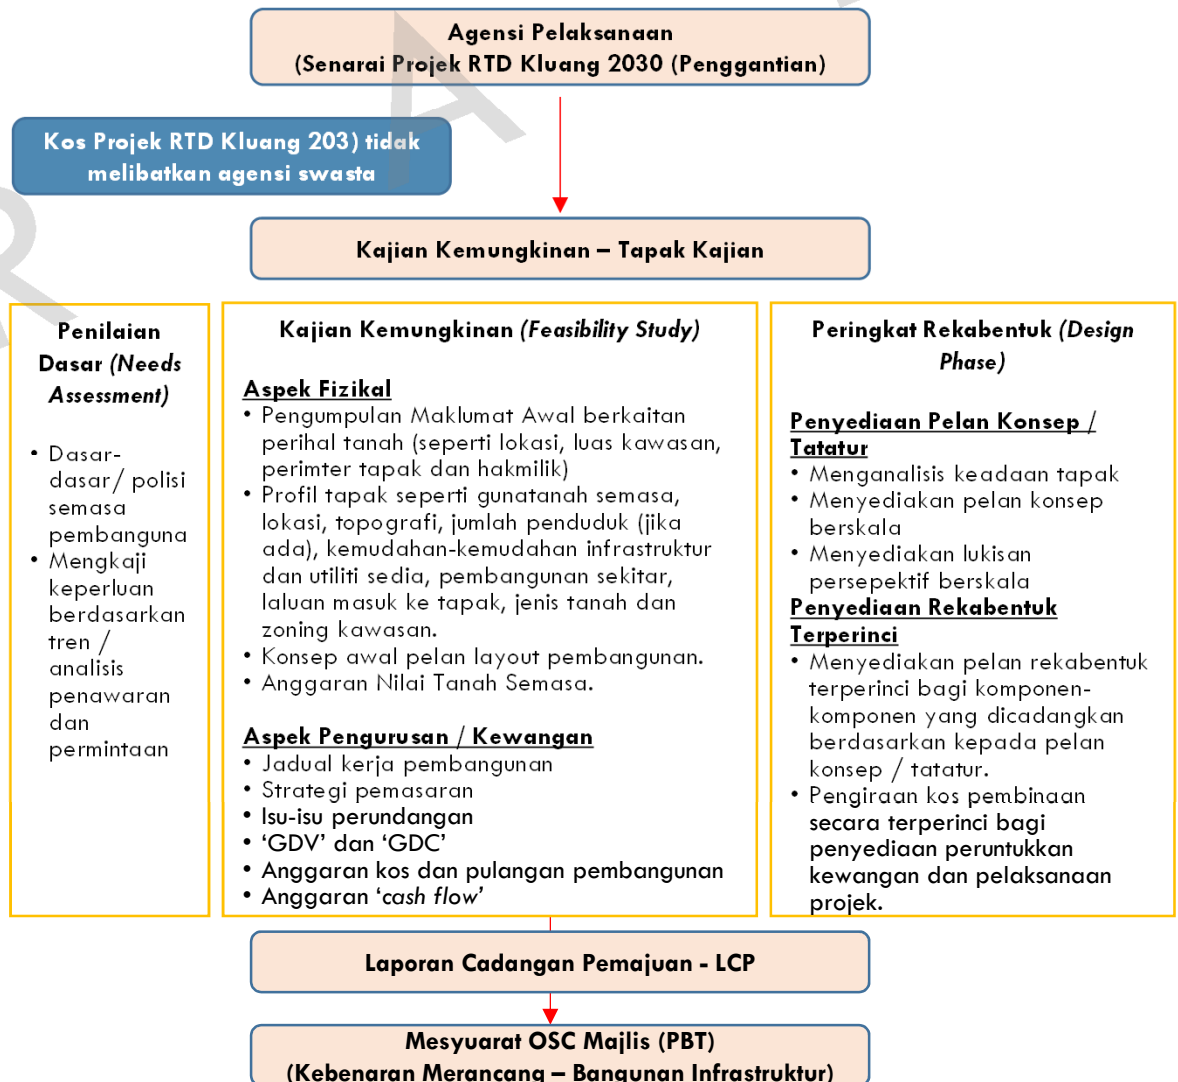 Agensi Pelaksanaan
(Senarai Projek RTD Kluang 2030 (Penggantian)
Kos Projek RTD Kluang 203) tidak
melibatkan agensi swasta
Kajian Kemungkinan – Tapak Kajian
Penilaian
Dasar (Needs
Assessment)
• Dasar-
dasar/ polisi
semasa
pembanguna
• Mengkaji
keperluan
berdasarkan
tren /
analisis
penawaran
dan
permintaan
Kajian Kemungkinan (Feasibility Study)
Aspek Fizikal
• Pengumpulan Maklumat Awal berkaitan
perihal tanah (seperti lokasi, luas kawasan,
perimter tapak dan hakmilik)
• Profil tapak seperti gunatanah semasa,
lokasi, topografi, jumlah penduduk (jika
ada), kemudahan-kemudahan infrastruktur
dan utiliti sedia, pembangunan sekitar,
laluan masuk ke tapak, jenis tanah dan
zoning kawasan.
• Konsep awal pelan layout pembangunan.
• Anggaran Nilai Tanah Semasa.
Aspek Pengurusan / Kewangan
• Jadual kerja pembangunan
• Strategi pemasaran
• Isu-isu perundangan
• ‘GDV’ dan ‘GDC’
• Anggaran kos dan pulangan pembangunan
• Anggaran ‘cash flow’
Peringkat Rekabentuk (Design
Phase)
Penyediaan Pelan Konsep /
Tatatur
• Menganalisis keadaan tapak
• Menyediakan pelan konsep
berskala
• Menyediakan lukisan
persepektif berskala
Penyediaan Rekabentuk
Terperinci
• Menyediakan pelan rekabentuk
terperinci bagi komponen-
komponen yang dicadangkan
berdasarkan kepada pelan
konsep / tatatur.
• Pengiraan kos pembinaan
secara terperinci bagi
penyediaan peruntukkan
kewangan dan pelaksanaan
projek.
Laporan Cadangan Pemajuan - LCP
Mesyuarat OSC Majlis (PBT)
(Kebenaran Merancang – Bangunan Infrastruktur)